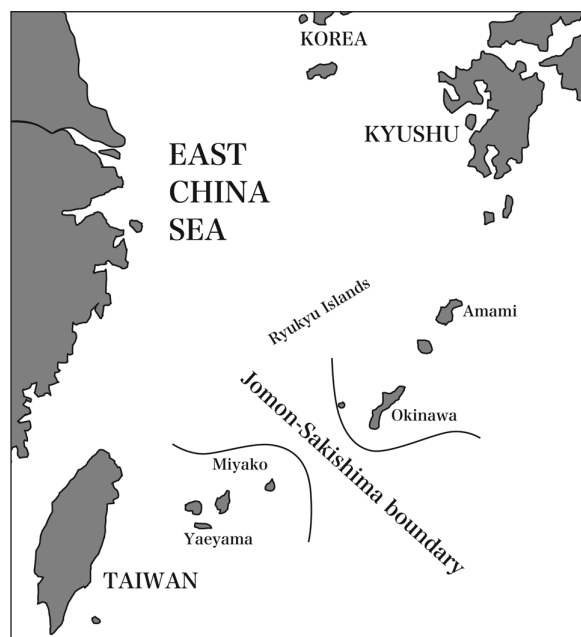 KOREA
KYUSHU
EAST
CHINA
SEA
Ryukyu Islands
Amami
Jomon-Sakishima boundary
Okinawa
Miyako
Yaeyama
TAIWAN